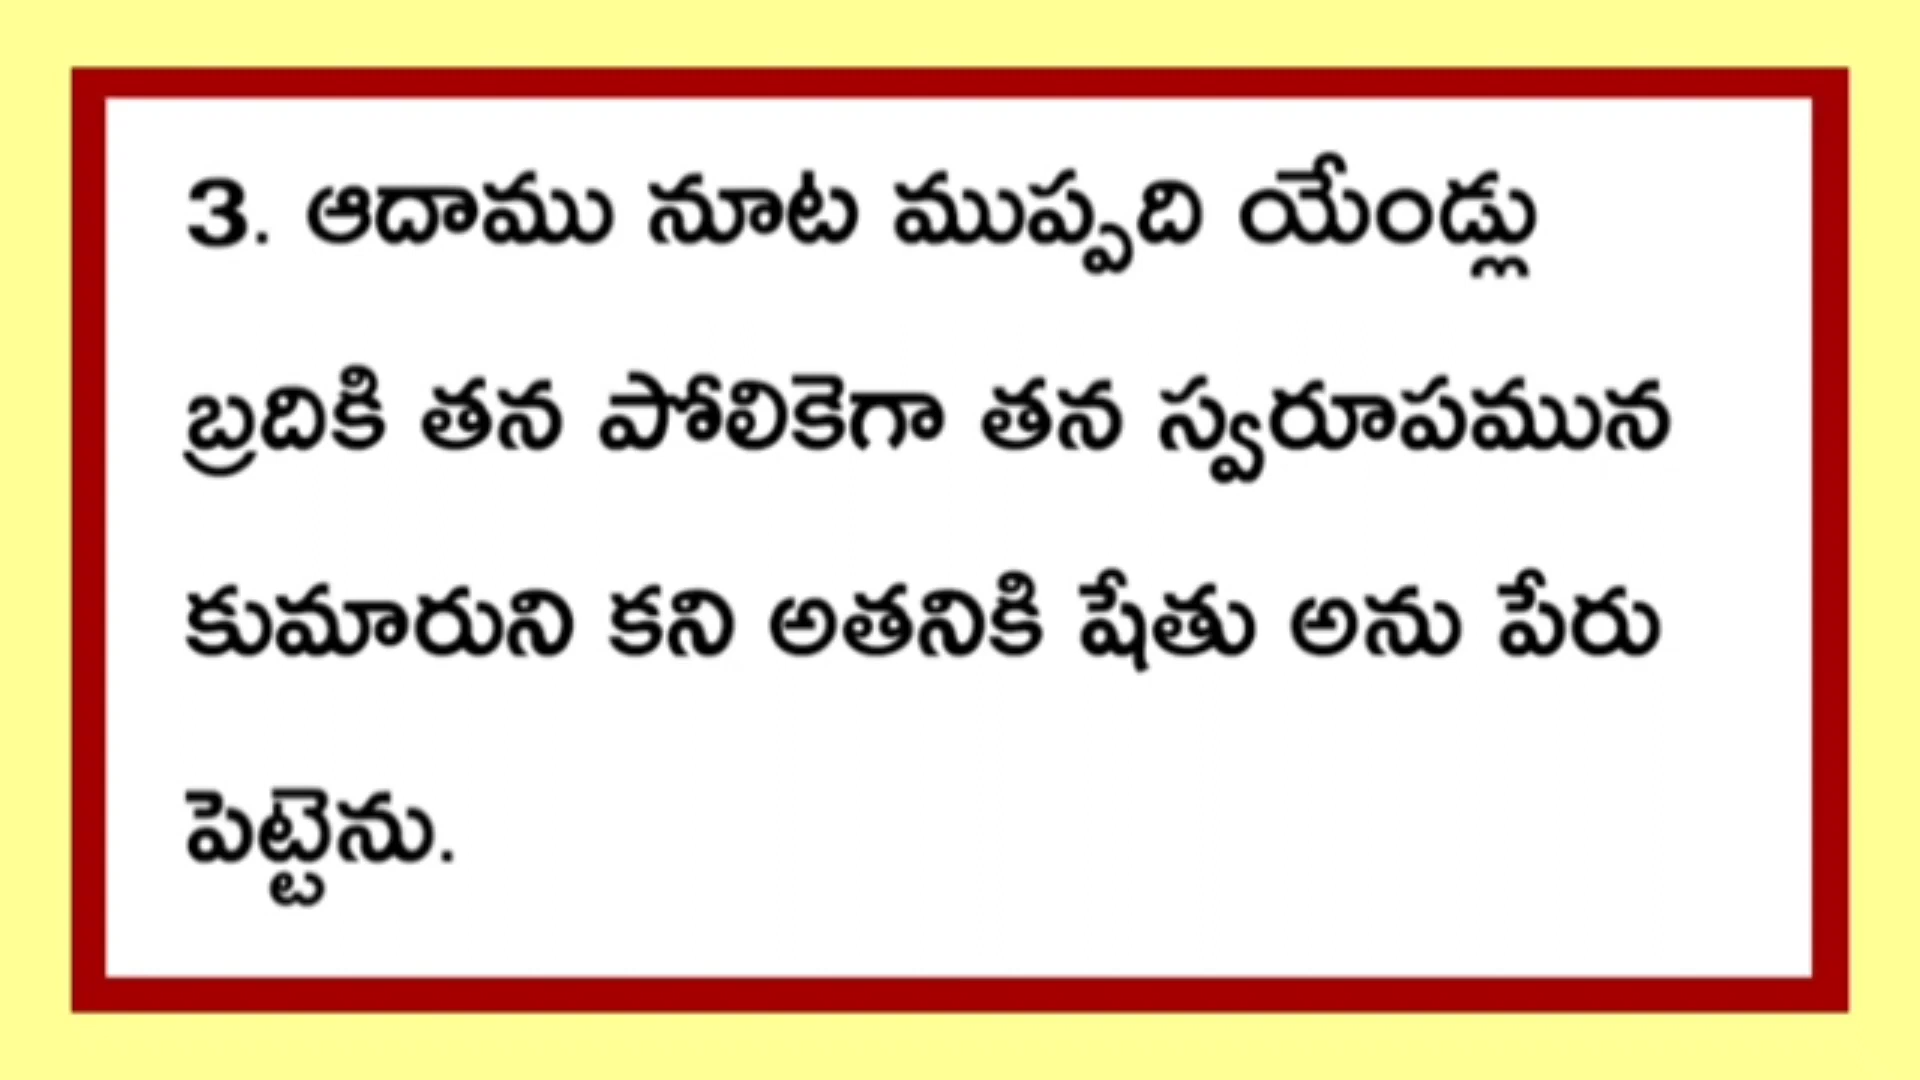 3. ఆదాము నూట ముప్పది యేండ్లు
బ్రదికి తన పోలికెగా తన స్వరూపమున
కుమారుని కని అతనికి షేతు అను పేరు
పెట్టెను.